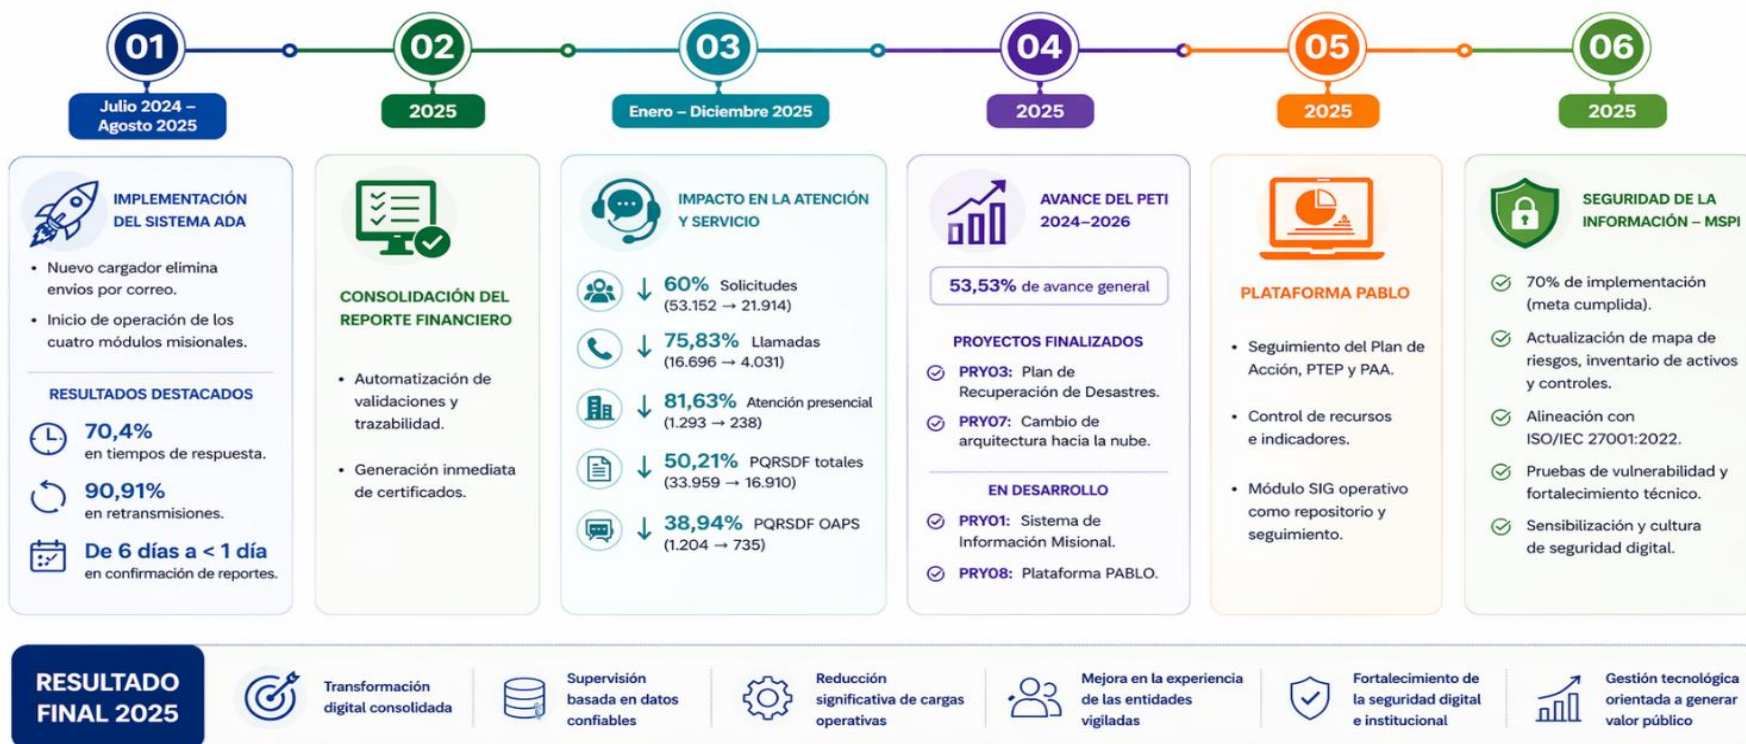 01
Julio 2024 –
Agosto 2025
IMPLEMENTACIÓN
DEL SISTEMA ADA
• Nuevo cargador elimina
envíos por correo.
• Inicio de operación de los
cuatro módulos misionales.
RESULTADOS DESTACADOS
70,4%
en tiempos de respuesta.
90,91%
en retransmisiones.
De 6 días a < 1 día
en confirmación de reportes.
02
2025
CONSOLIDACIÓN DEL
REPORTE FINANCIERO
• Automatización de
validaciones y
trazabilidad.
• Generación inmediata
de certificados.
03
Enero – Diciembre 2025
IMPACTO EN LA ATENCIÓN
Y SERVICIO
↓ 60% Solicitudes
(53.152 → 21.914)
↓ 75,83% Llamadas
(16.696 → 4.031)
↓ 81,63% Atención presencial
(1.293 → 238)
↓ 50,21% PQRSDF totales
(33.959 → 16.910)
↓ 38,94% PQRSDF OAPS
(1.204 → 735)
04
2025
AVANCE DEL PETI
2024–2026
53,53% de avance general
PROYECTOS FINALIZADOS
PRY03: Plan de
Recuperación de Desastres.
PRY07: Cambio de
arquitectura hacia la nube.
EN DESARROLLO
PRY01: Sistema de
Información Misional.
PRY08: Plataforma PABLO.
05
2025
PLATAFORMA PABLO
• Seguimiento del Plan de
Acción, PTEP y PAA.
• Control de recursos
e indicadores.
• Módulo SIG operativo
como repositorio y
seguimiento.
06
2025
SEGURIDAD DE LA
INFORMACIÓN – MSPI
70% de implementación
(meta cumplida).
Actualización de mapa de
riesgos, inventario de activos
y controles.
Alineación con
ISO/IEC 27001:2022.
Pruebas de vulnerabilidad y
fortalecimiento técnico.
Sensibilización y cultura
de seguridad digital.
RESULTADO
FINAL 2025
Transformación
digital consolidada
Supervisión
basada en datos
confiables
Reducción
significativa de cargas
operativas
Mejora en la experiencia
de las entidades
vigiladas
Fortalecimiento de
la seguridad digital
e institucional
Gestión tecnológica
orientada a generar
valor público